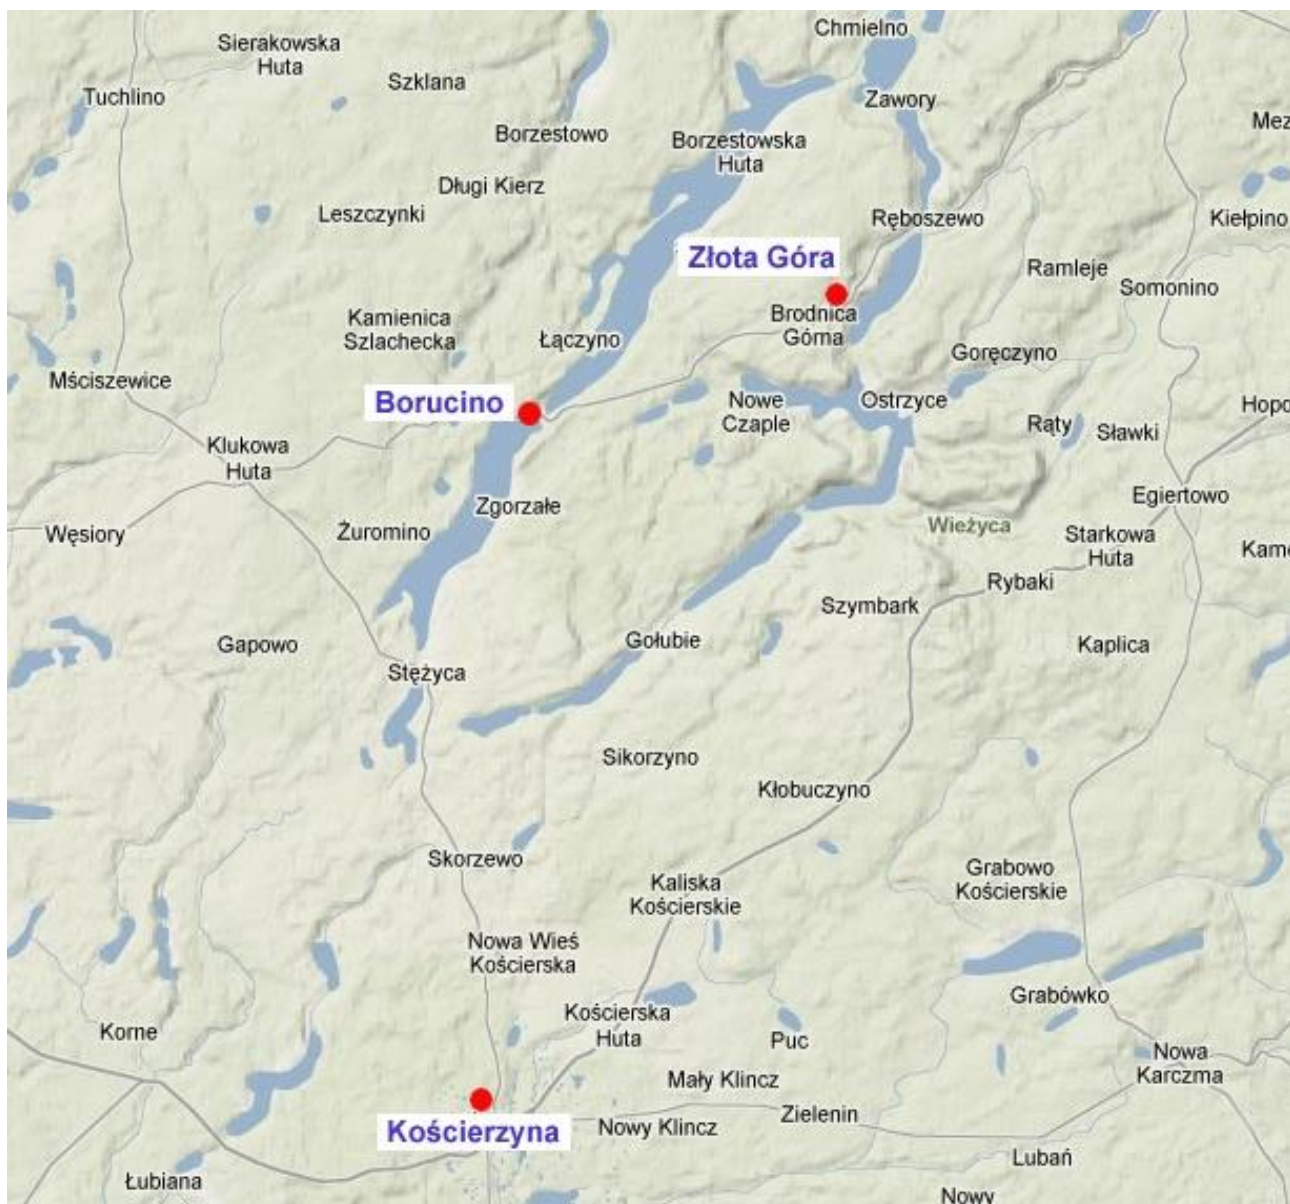 Chmielno
Sierakowska
Huta
Szklana
Tuchlino
Zawory
Mez
Borzestowo
Borzestowska
Huta
Długi Kierz
Leszczynki
Ręboszewo
Kiełpino
Złota Góra
Ramleje
Somonino
Kamienica
Szlachecka
Brodnica
Górna
Łączyno
Goręczyno
Mściszewice
Borucino
Nowe
Czaple
Ostrzyce
Hopo
Rąty
Sławki
Klukowa
Huta
Egiertowo
Zgorzałe
Wieżyca
Węsiory
Żuromino
Starkowa
Huta
Kame
Rybaki
Szymbark
Gapowo
Gołubie
Kaplica
Stężyca
Sikorzyno
Kłobuczyno
Skorzewo
Grabowo
Kościerskie
Kaliska
Kościerskie
Nowa Wieś
Kościerska
Grabówko
Kościerska
Huta
Korne
Puc
Nowa
Karczma
Mały Klincz
Zielenin
Kościerzyna
Nowy Klincz
Lubań
Łubiana
Nowy